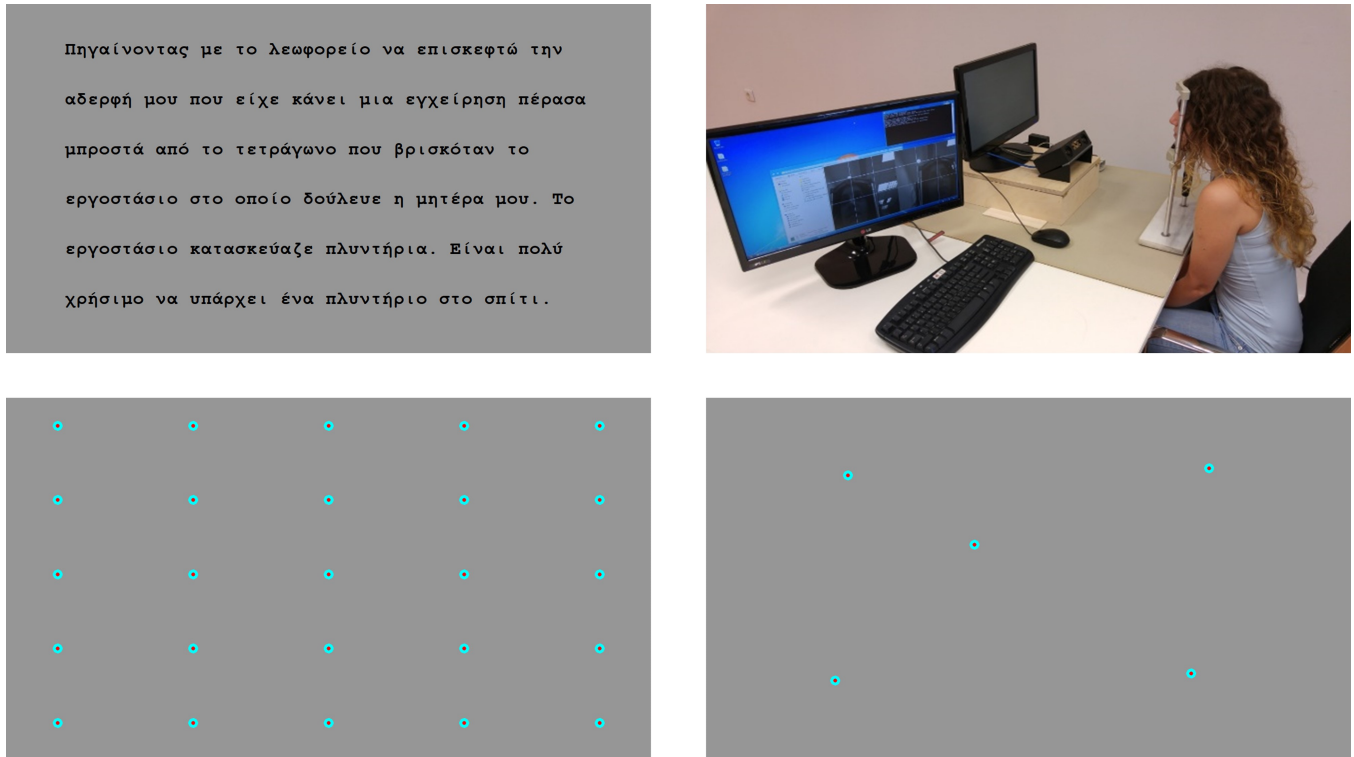 Πηγαίνοντας με το λεωφορείο να επισκεφτώ την
αδερφή μου που είχε κάνει μια εγχείρηση πέρασα
μπροστά από το τετράγωνο που βρισκόταν το
εργοστάσιο στο οποίο δούλευε η μητέρα μου. Το
εργοστάσιο κατασκεύαζε πλυντήρια. Είναι πολύ
χρήσιμο να υπάρχει ένα πλυντήριο στο σπίτι.